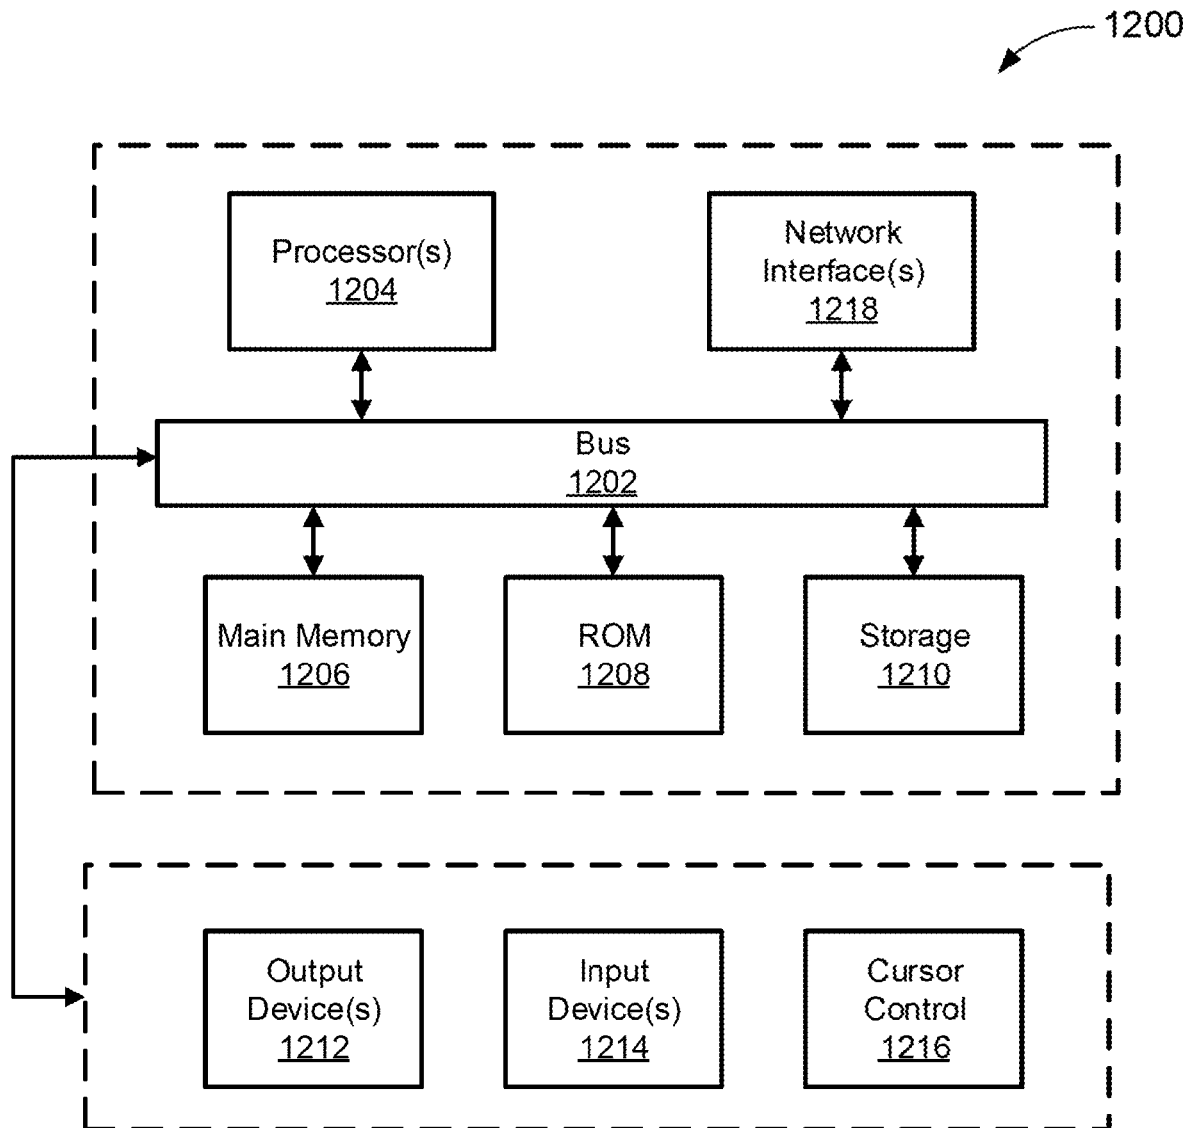 1200
Processor(s)
1204
Network
Interface(s)
1218
Bus
1202
Main Memory
1206
ROM
1208
Storage
1210
Output
Device(s)
1212
Input
Device(s)
1214
Cursor
Control
1216